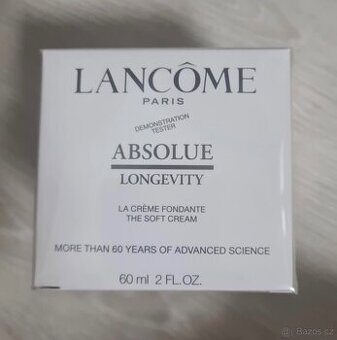 LANCÔME
PARIS
DEMONSTRATION
TESTER
ABSOLUE
LONGEVITY
LA CRÈME FONDANTE
THE SOFT CREAM
MORE THAN 60 YEARS OF ADVANCED SCIENCE
60 ml 2 FL.OZ.
Bazos.cz